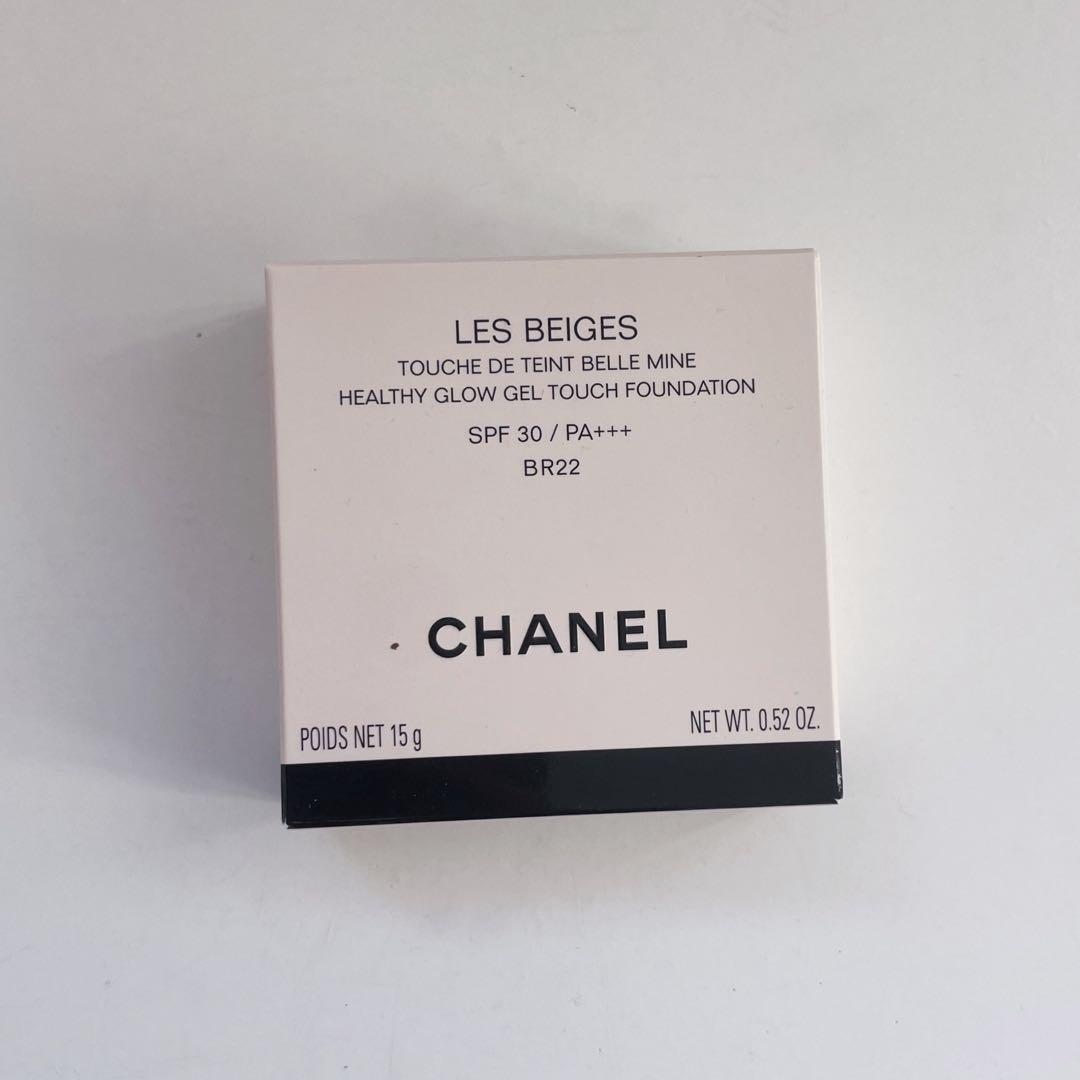 LES BEIGES
TOUCHE DE TEINT BELLE MINE
HEALTHY GLOW GEL TOUCH FOUNDATION
SPF 30 / PA+++
BR22
CHANEL
POIDS NET 15 g
NET WT. 0.52 OZ.